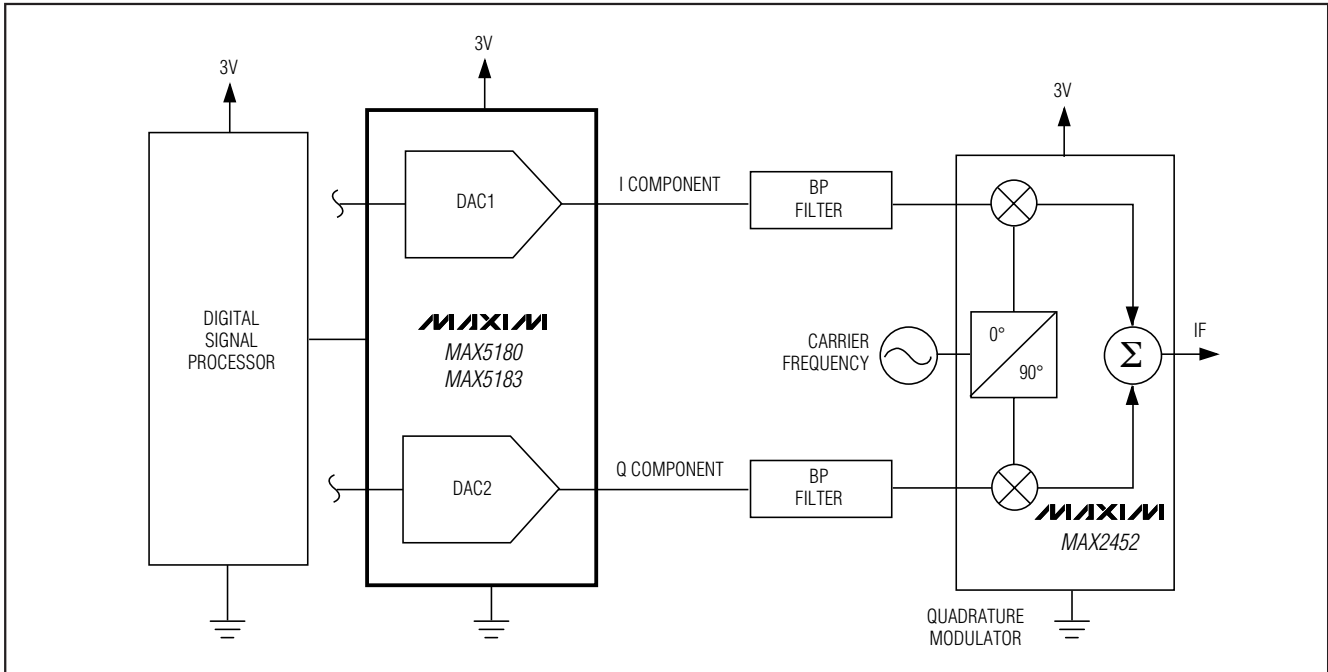 3V
3V
3V
DAC1
I COMPONENT
BP
FILTER
DIGITAL
SIGNAL
PROCESSOR
MAXIM
MAX5180
MAX5183
CARRIER
FREQUENCY
0°
90°
Σ
IF
DAC2
Q COMPONENT
BP
FILTER
MAXIM
MAX2452
QUADRATURE
MODULATOR